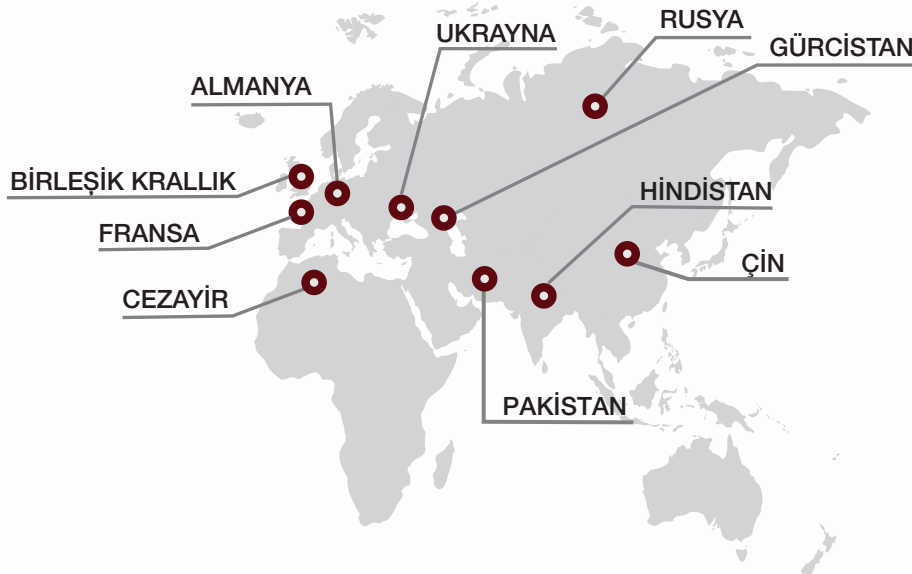 RUSYA
UKRAYNA
GÜRCİSTAN
ALMANYA
BİRLEŞİK KRALLIK
HİNDİSTAN
FRANSA
ÇİN
CEZAYİR
PAKİSTAN